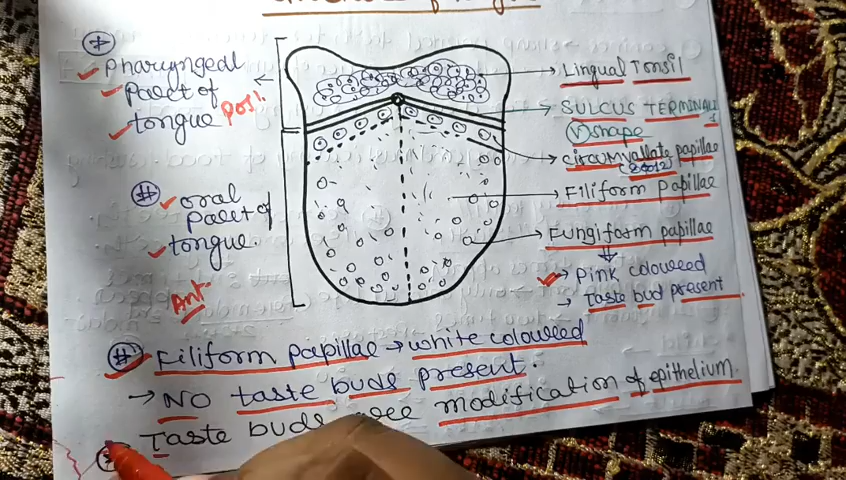 Pharyngeal
Part of
tongue
Post.
oral
part of
tongue
Ant.
Lingual Tonsil
SULCUS TERMINALIS
V shape
circumvallate papillae
Filiform Papillae
Fungiform papillae
→ Pink coloured
→ Taste bud present
Filiform papillae → white coloured
→ NO taste buds present.
Taste buds are modification of epithelium